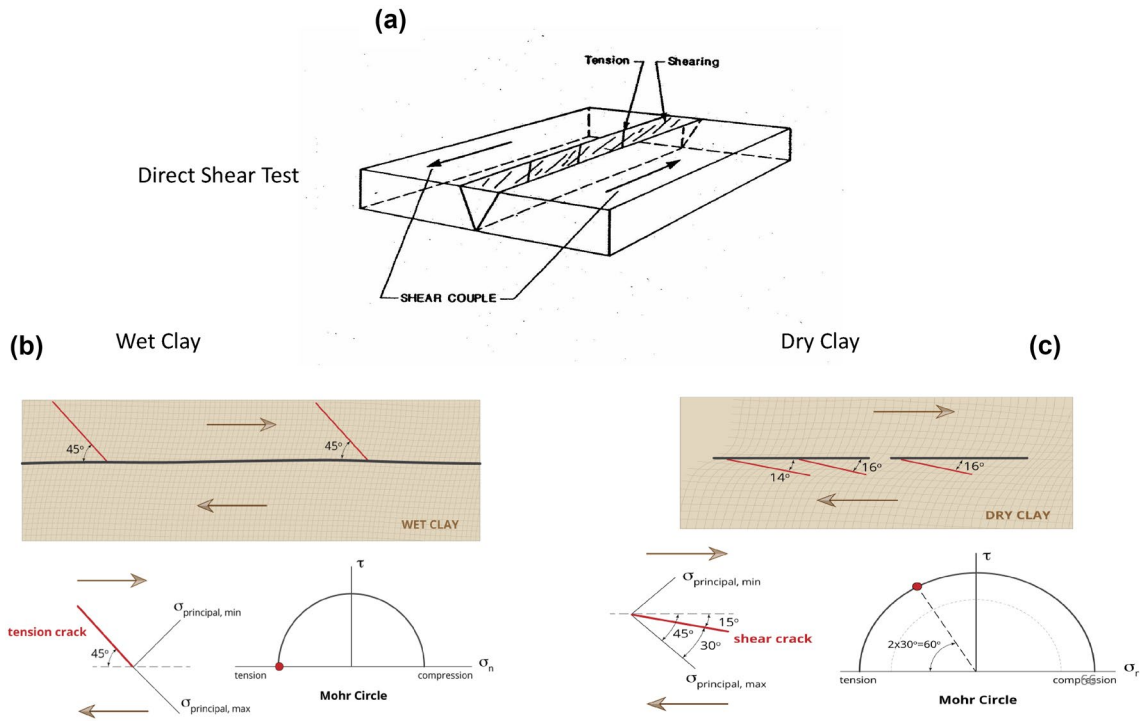 (a)
Tension
Shearing
Direct Shear Test
SHEAR COUPLE
(b)
Wet Clay
Dry Clay
(c)
45°
45°
WET CLAY
14°
16°
16°
DRY CLAY
σprincipal, min
tension crack
45°
σprincipal, max
τ
σn
tension
compression
Mohr Circle
σprincipal, min
15°
45°
30°
shear crack
σprincipal, max
τ
2x30°=60°
σr
tension
66
Mohr Circle